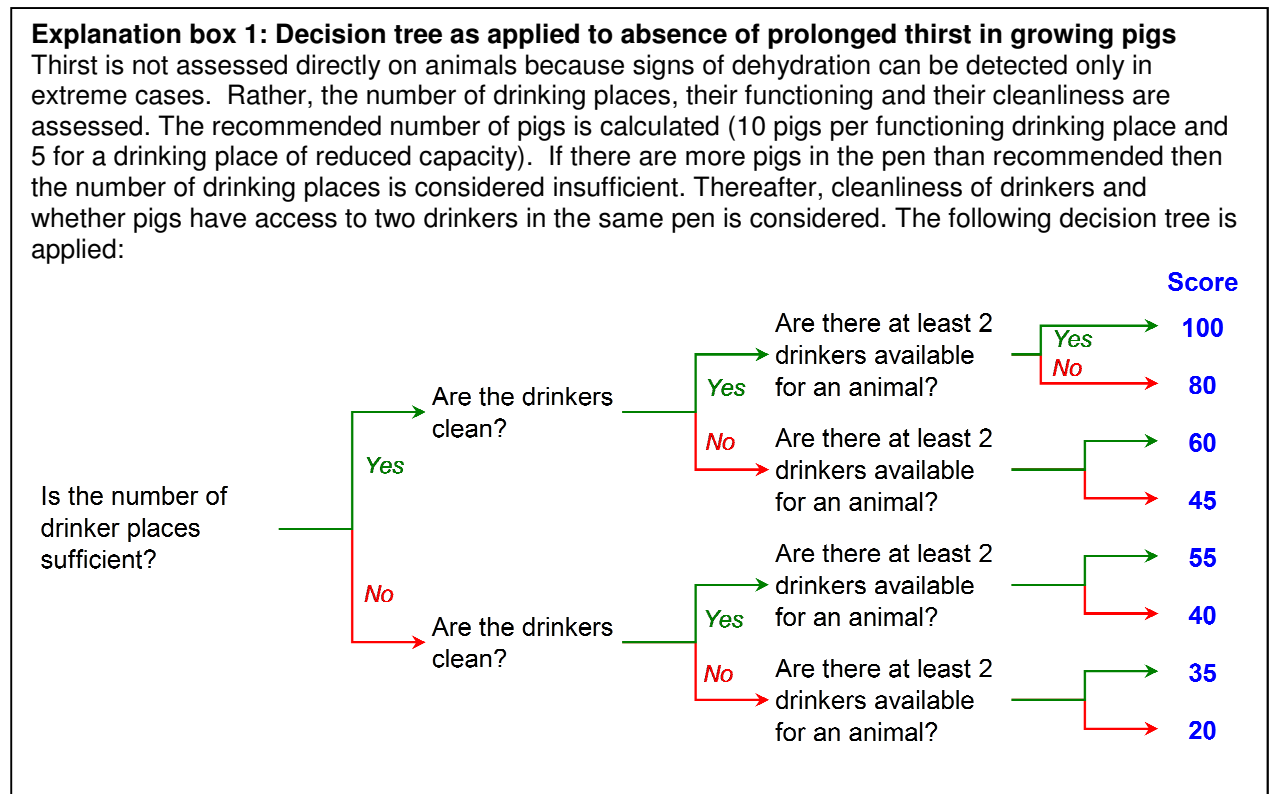 Explanation box 1: Decision tree as applied to absence of prolonged thirst in growing pigs
Thirst is not assessed directly on animals because signs of dehydration can be detected only in
extreme cases.  Rather, the number of drinking places, their functioning and their cleanliness are
assessed. The recommended number of pigs is calculated (10 pigs per functioning drinking place and
5 for a drinking place of reduced capacity).  If there are more pigs in the pen than recommended then
the number of drinking places is considered insufficient. Thereafter, cleanliness of drinkers and
whether pigs have access to two drinkers in the same pen is considered. The following decision tree is
applied:
Score
Is the number of
drinker places
sufficient?
Yes
Are the drinkers
clean?
Yes
Are there at least 2
drinkers available
for an animal?
Yes
100
No
80
No
Are there at least 2
drinkers available
for an animal?
60
45
No
Are the drinkers
clean?
Yes
Are there at least 2
drinkers available
for an animal?
55
40
No
Are there at least 2
drinkers available
for an animal?
35
20